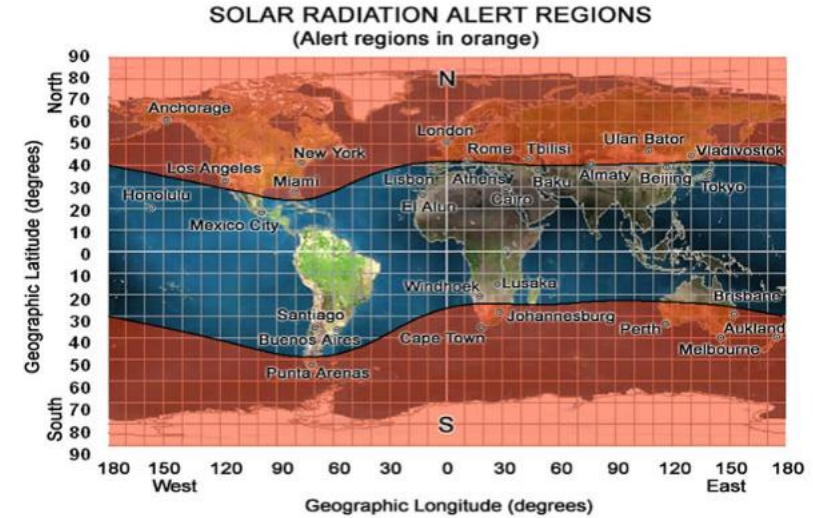 SOLAR RADIATION ALERT REGIONS
(Alert regions in orange)
90
80
70
60
50
40
30
20
10
0
10
20
30
40
50
60
70
80
90
North
South
Geographic Latitude (degrees)
N
Anchorage
London
Rome Tbilisi
Ulan Bator
Vladivostok
New York
Los Angeles
Miami
Lisbon
Athens
Baku
Almaty
Beijing
Tokyo
Honolulu
Cairo
El Aiun
Mexico City
Windhoek
Lusaka
Brisbane
Santiago
Johannesburg
Buenos Aires
Cape Town
Perth
Aukland
Melbourne
Punta Arenas
S
180 150 120 90 60 30 0 30 60 90 120 150 180
West East
Geographic Longitude (degrees)